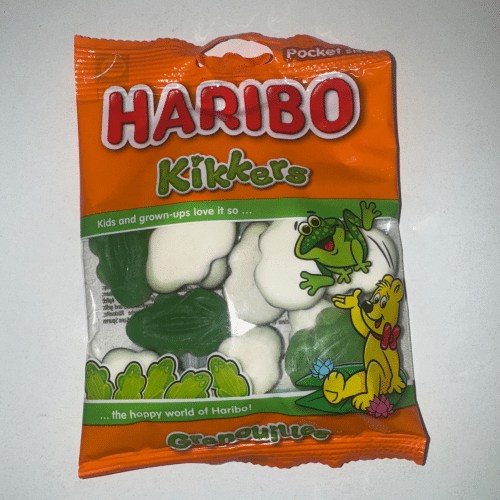 Pocket
HARIBO
Kikkers
Kids and grown-ups love it so ...
... the happy world of Haribo!
Grenouilles